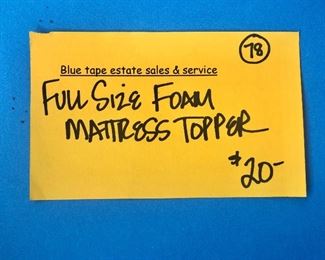 78
Blue tape estate sales & service
FULL SIZE FOAM
MATTRESS TOPPER
$20-